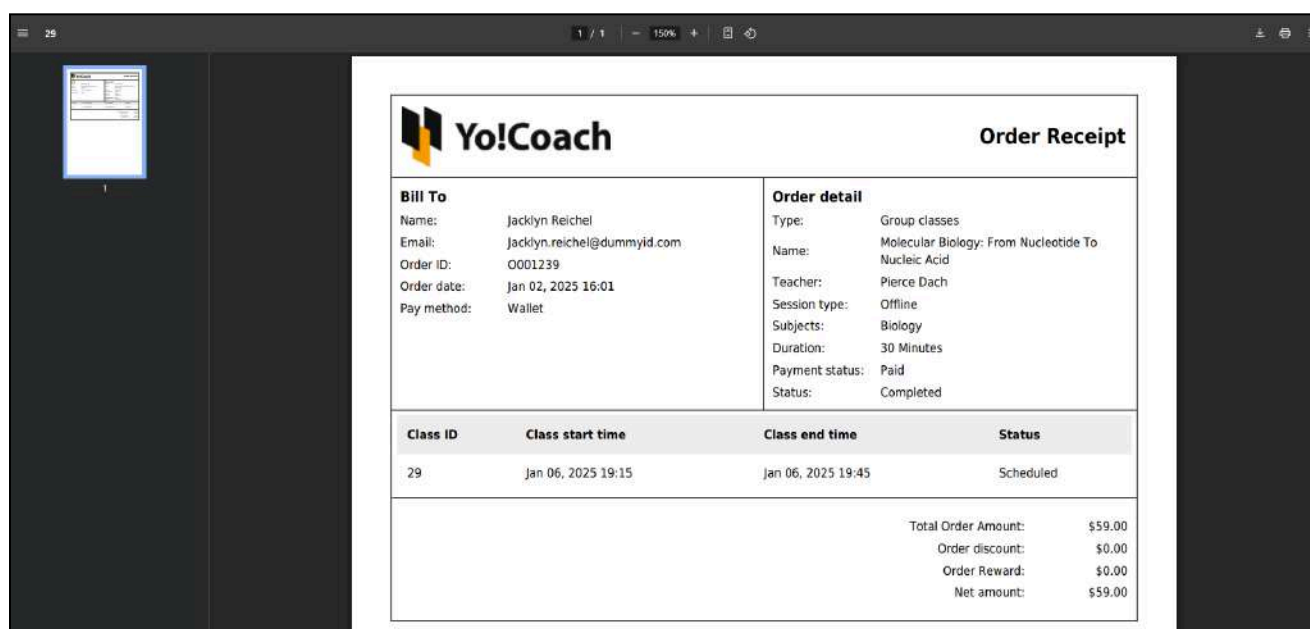 29
1 / 1
150%
1
Yo!Coach
Order Receipt
Bill To
Name: Jacklyn Reichel
Email: Jacklyn.reichel@dummyid.com
Order ID: O001239
Order date: Jan 02, 2025 16:01
Pay method: Wallet
Order detail
Type: Group classes
Name: Molecular Biology: From Nucleotide To
Nucleic Acid
Teacher: Pierce Dach
Session type: Offline
Subjects: Biology
Duration: 30 Minutes
Payment status: Paid
Status: Completed
Class ID Class start time Class end time Status
29 Jan 06, 2025 19:15 Jan 06, 2025 19:45 Scheduled
Total Order Amount: $59.00
Order discount: $0.00
Order Reward: $0.00
Net amount: $59.00